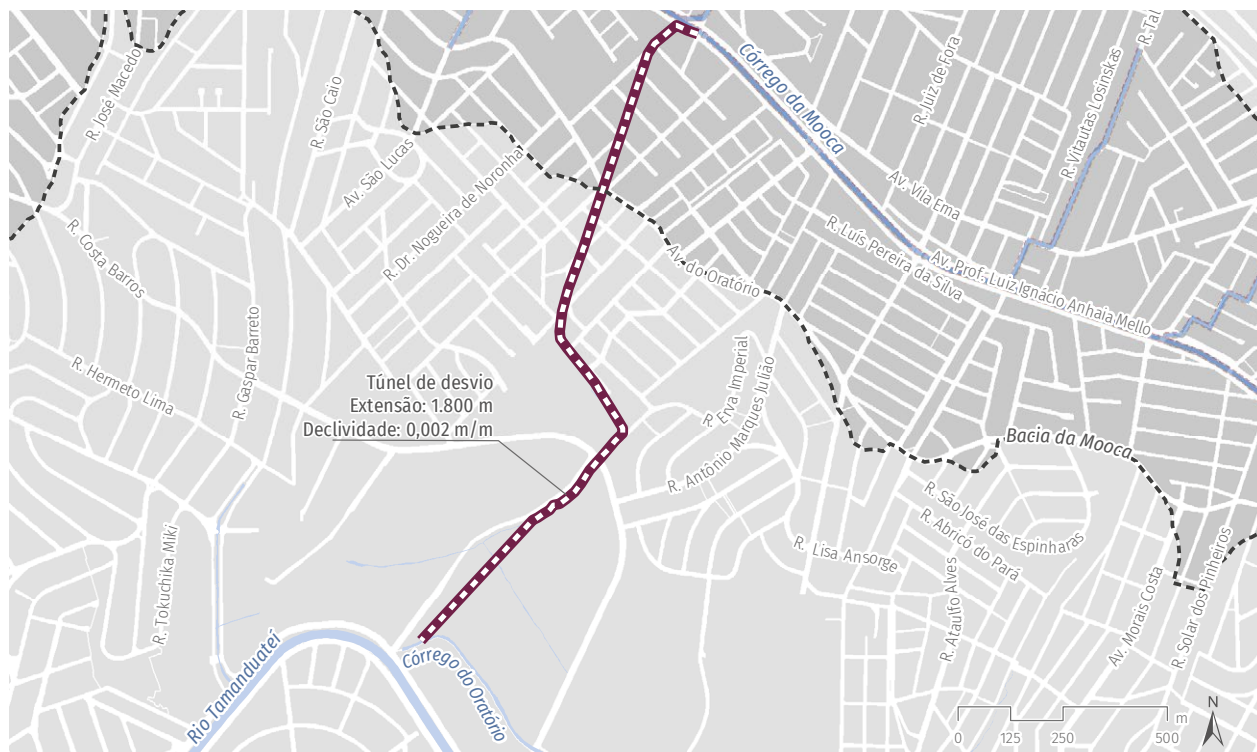 R. José Macedo
R. São Caio
Av. São Lucas
R. Dr. Nogueira de Noronha
Córrego da Mooca
R. Juiz de Fora
R. Vitautas Losinskas
R. Tal
Av. Vila Ema
R. Luís Pereira da Silva
Av. Prof. Luiz Ignácio Anhaia Mello
Av. do Oratório
R. Costa Barros
R. Hermeto Lima
R. Gaspar Barreto
Túnel de desvio
Extensão: 1.800 m
Declividade: 0,002 m/m
R. Erva Imperial
R. Antônio Marques Julião
Bacia da Mooca
R. São José das Espinharas
R. Abricó do Pará
R. Lisa Ansorge
R. Ataulfo Alves
Av. Morais Costa
R. Solar dos Pinheiros
R. Tokuchika Miki
Rio Tamanduateí
Córrego do Oratório
N
m
0 125 250 500